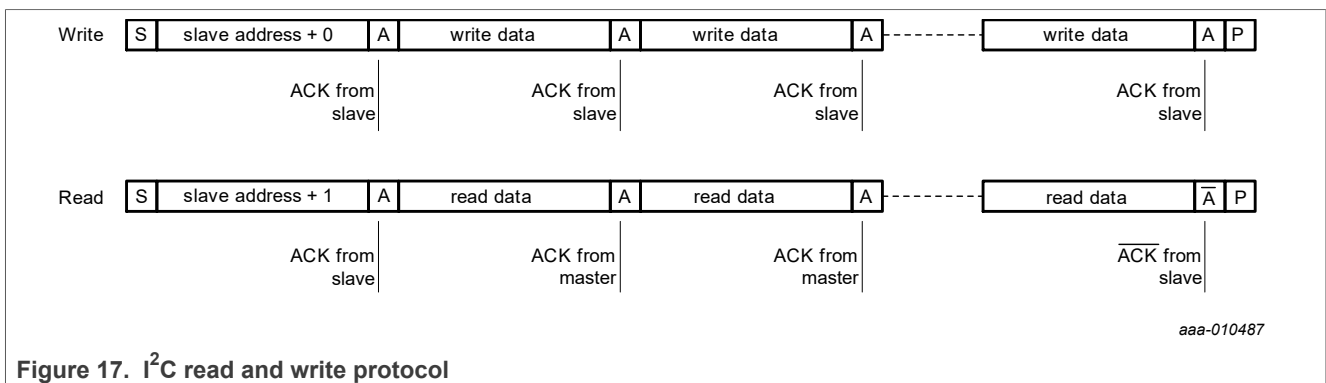 Write S slave address + 0 A write data A write data A write data A P
ACK from ACK from ACK from ACK from
slave slave slave slave
Read S slave address + 1 A read data A read data A read data A̅ P
ACK from ACK from ACK from A̅C̅K̅ from
slave master master slave
aaa-010487
Figure 17. I²C read and write protocol